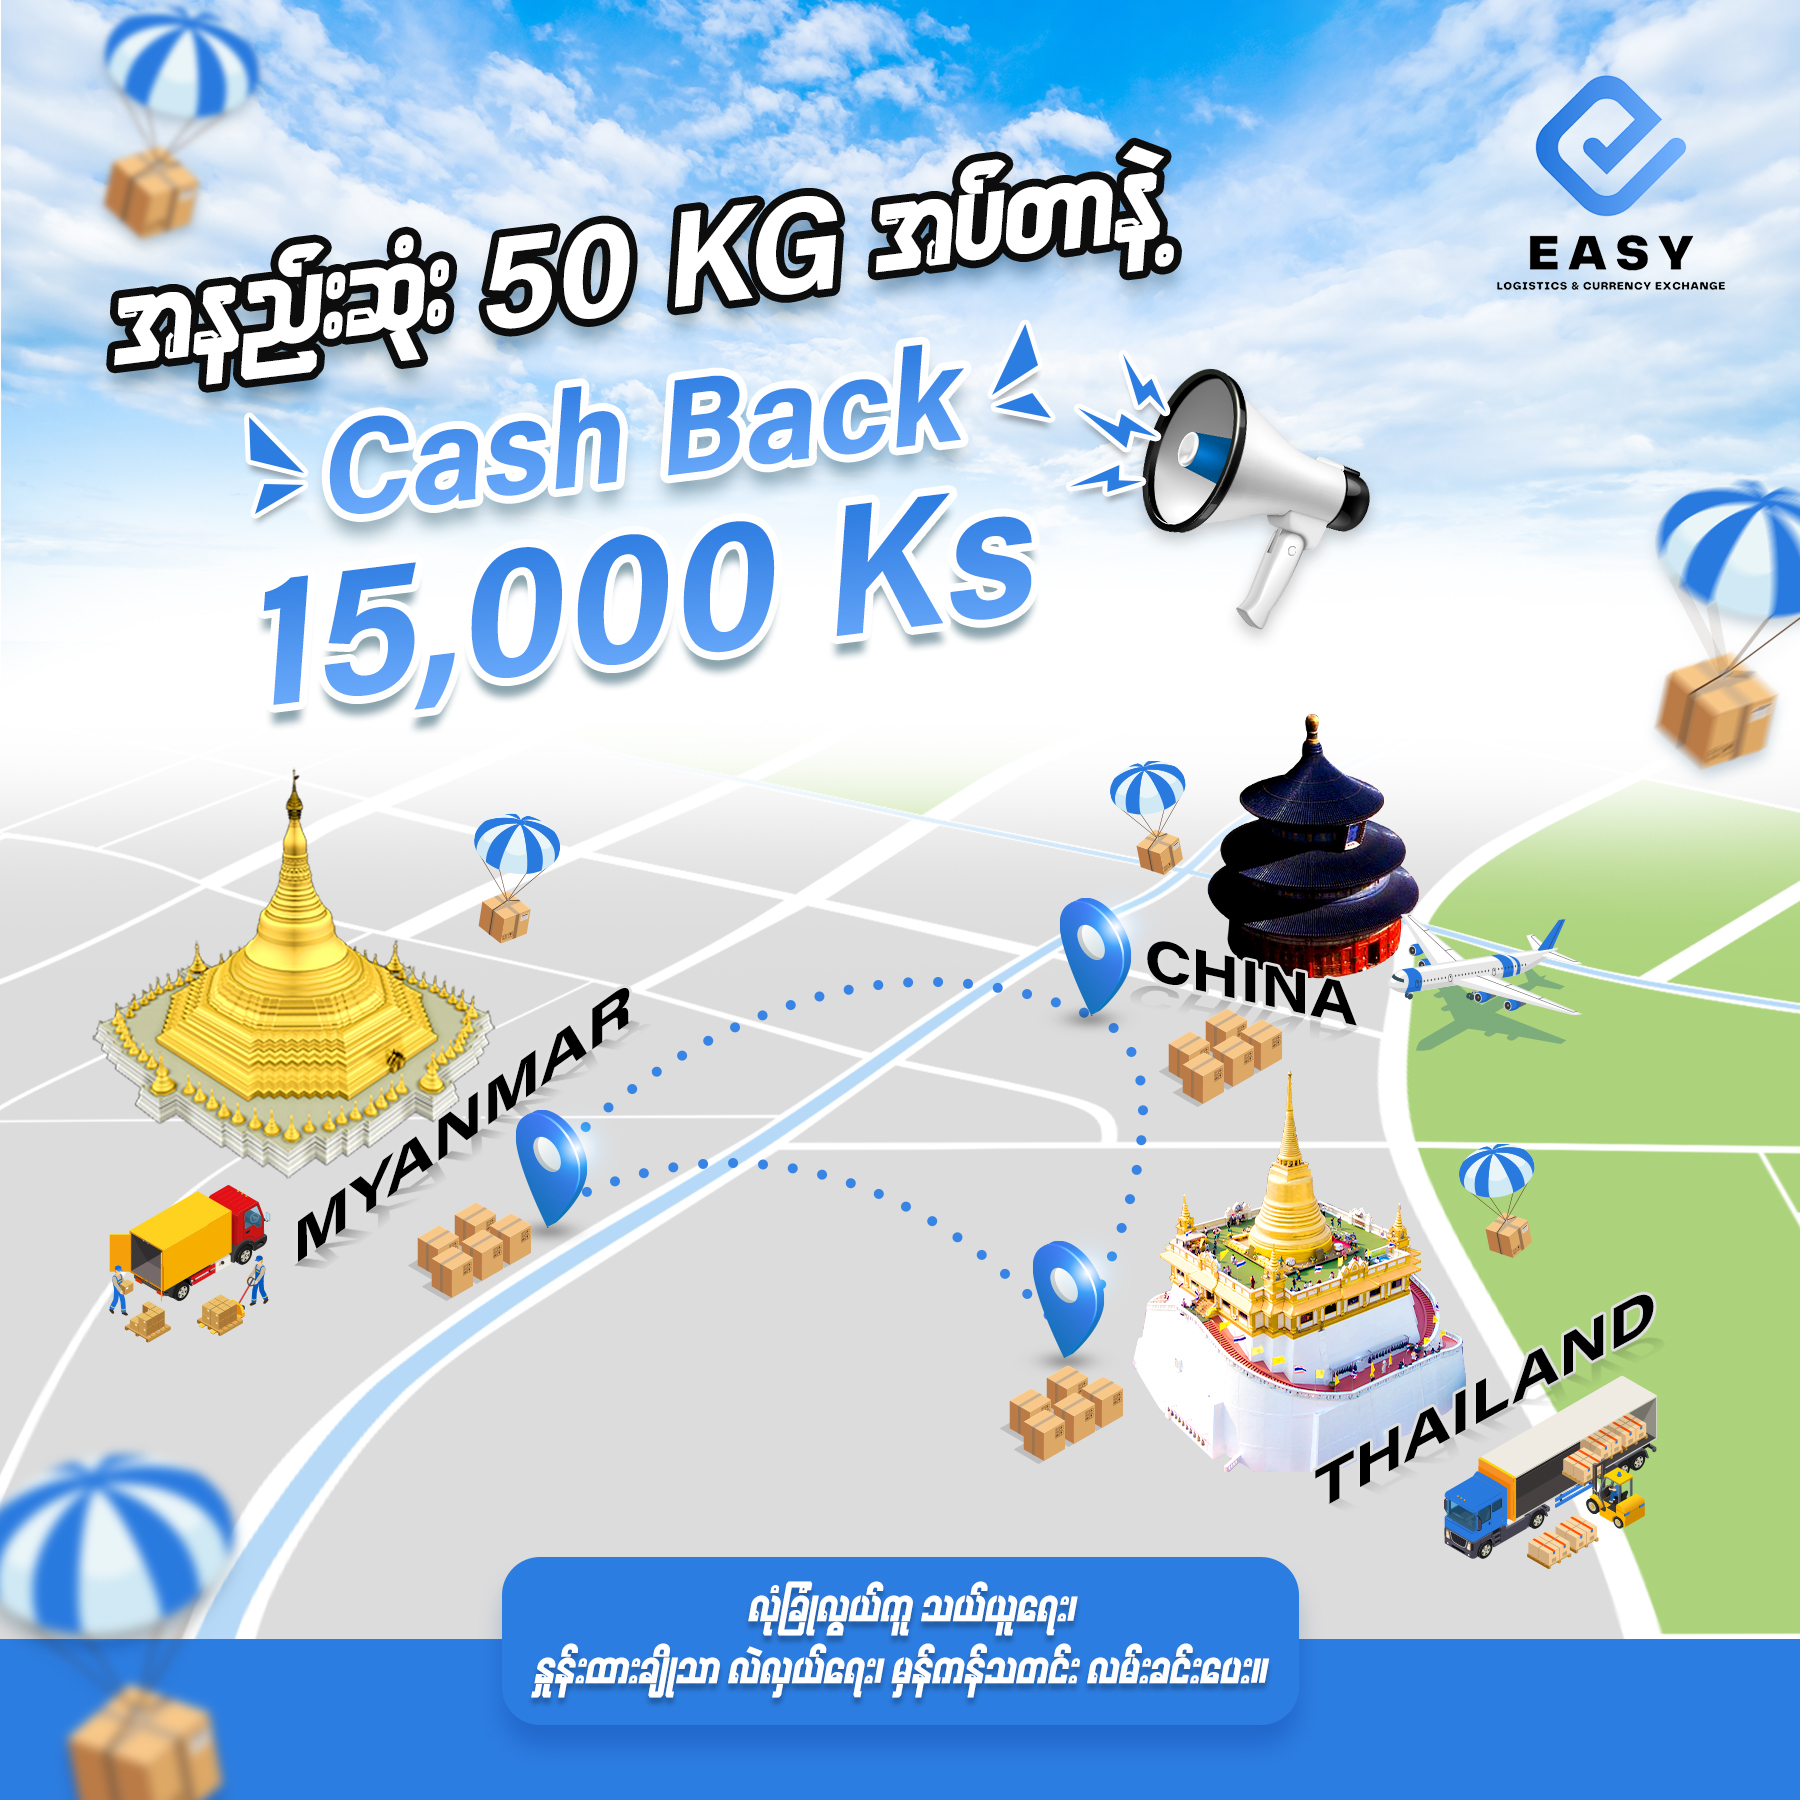 အနည်းဆုံး 50 KG အပ်တာနဲ့
Cash Back
15,000 Ks
EASY
LOGISTICS & CURRENCY EXCHANGE
CHINA
MYANMAR
THAILAND
လုံခြုံလွယ်ကူ သယ်ယူရေး၊
နှုန်းထားချိုသာ လဲလှယ်ရေး၊ မှန်ကန်သတင်း လမ်းခင်းပေး။